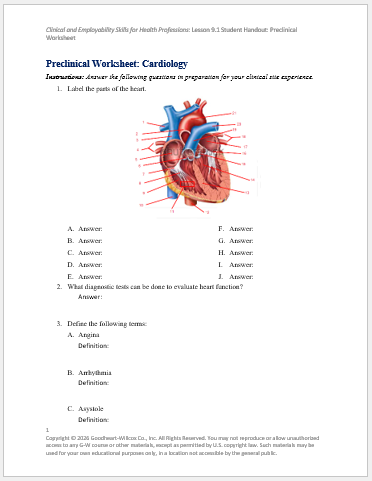 Clinical and Employability Skills for Health Professions: Lesson 9.1 Student Handout: Preclinical
Worksheet
Preclinical Worksheet: Cardiology
Instructions: Answer the following questions in preparation for your clinical site experience.
1. Label the parts of the heart.
A. Answer:
B. Answer:
C. Answer:
D. Answer:
E. Answer:
F. Answer:
G. Answer:
H. Answer:
I. Answer:
J. Answer:
2. What diagnostic tests can be done to evaluate heart function?
Answer:
3. Define the following terms:
A. Angina
Definition:
B. Arrhythmia
Definition:
C. Asystole
Definition:
1
Copyright © 2026 Goodheart-Willcox Co., Inc. All Rights Reserved. You may not reproduce or allow unauthorized
access to any G-W course or other materials, except as permitted by U.S. copyright law. Such materials may be
used for your own educational purposes only, in a location not accessible by the general public.